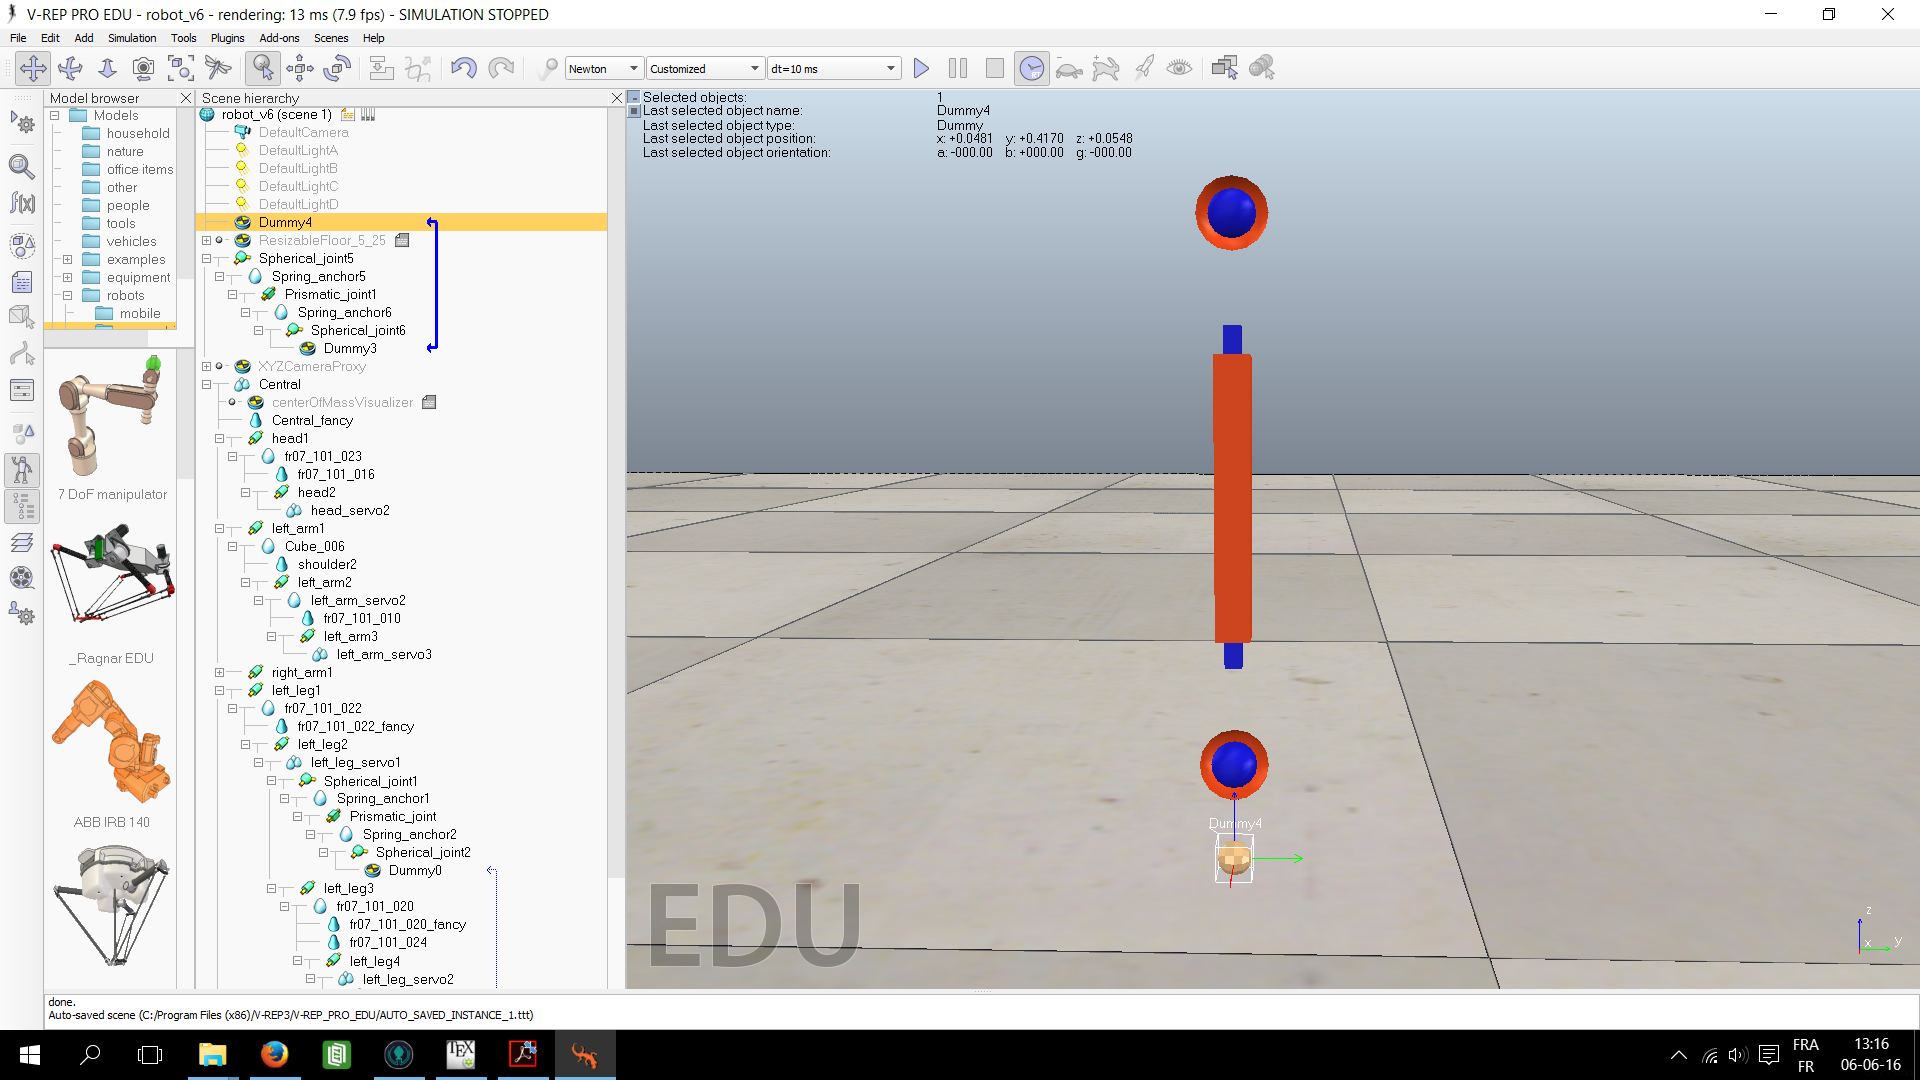 V-REP PRO EDU - robot_v6 - rendering: 13 ms (7.9 fps) - SIMULATION STOPPED
File Edit Add Simulation Tools Plugins Add-ons Scenes Help
Newton Customized dt=10 ms RT
Model browser
Models
household
nature
office items
other
people
tools
vehicles
examples
equipment
robots
mobile
7 DoF manipulator
_Ragnar EDU
ABB IRB 140
Scene hierarchy
robot_v6 (scene 1)
DefaultCamera
DefaultLightA
DefaultLightB
DefaultLightC
DefaultLightD
Dummy4
ResizableFloor_5_25
Spherical_joint5
Spring_anchor5
Prismatic_joint1
Spring_anchor6
Spherical_joint6
Dummy3
XYZCameraProxy
Central
centerOfMassVisualizer
Central_fancy
head1
fr07_101_023
fr07_101_016
head2
head_servo2
left_arm1
Cube_006
shoulder2
left_arm2
left_arm_servo2
fr07_101_010
left_arm3
left_arm_servo3
right_arm1
left_leg1
fr07_101_022
fr07_101_022_fancy
left_leg2
left_leg_servo1
Spherical_joint1
Spring_anchor1
Prismatic_joint
Spring_anchor2
Spherical_joint2
Dummy0
left_leg3
fr07_101_020
fr07_101_020_fancy
fr07_101_024
left_leg4
left_leg_servo2
Selected objects: 1
Last selected object name: Dummy4
Last selected object type: Dummy
Last selected object position: x: +0.0481 y: +0.4170 z: +0.0548
Last selected object orientation: a: -000.00 b: +000.00 g: -000.00
Dummy4
EDU
z
x y
done.
Auto-saved scene (C:/Program Files (x86)/V-REP3/V-REP_PRO_EDU/AUTO_SAVED_INSTANCE_1.ttt)
FRA 13:16
FR 06-06-16